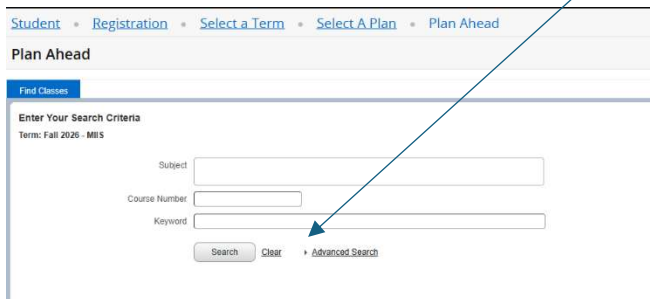 Student • Registration • Select a Term • Select A Plan • Plan Ahead
Plan Ahead
Find Classes
Enter Your Search Criteria
Term: Fall 2026 - MIIS
Subject
Course Number
Keyword
Search Clear Advanced Search